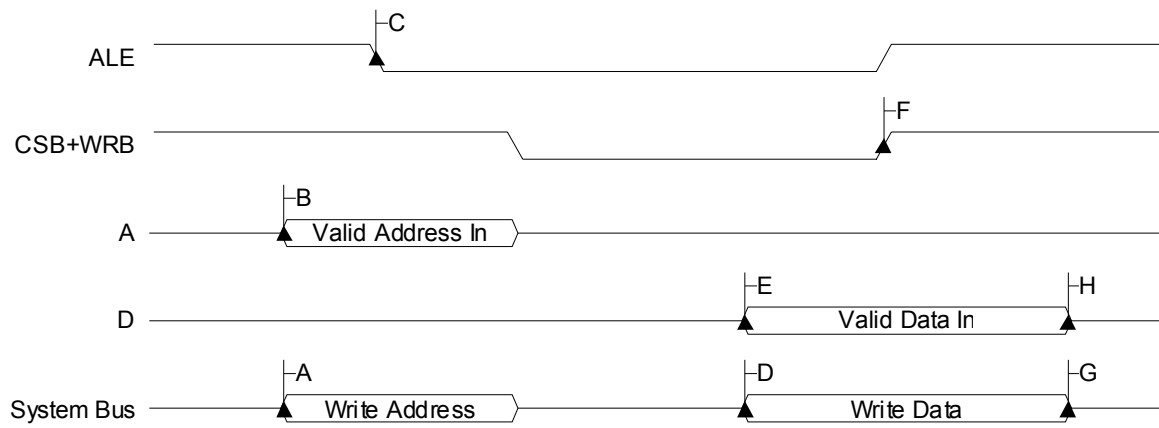 C
ALE
F
CSB+WRB
B
A Valid Address In
E H
D Valid Data In
A D G
System Bus Write Address Write Data